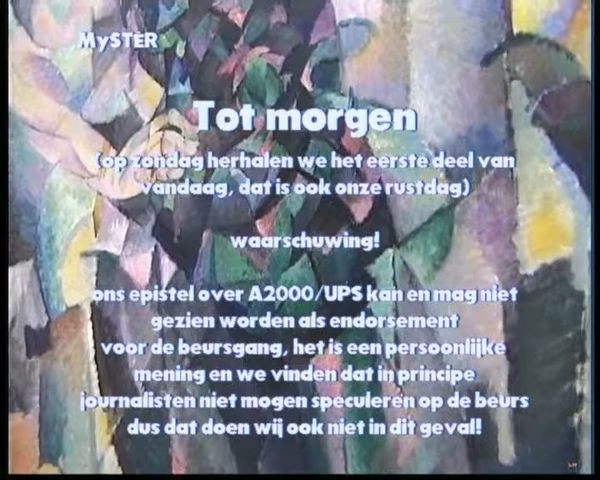 MySTèR
Tot morgen
(op zondag herhalen we het eerste deel van
vandaag, dat is ook onze rustdag)
waarschuwing!
ons epistel over A2000/UPS kan en mag niet
gezien worden als endorsement
voor de beursgang, het is een persoonlijke
mening en we vinden dat in principe
journalisten niet mogen speculeren op de beurs
dus dat doen wij ook niet in dit geval!